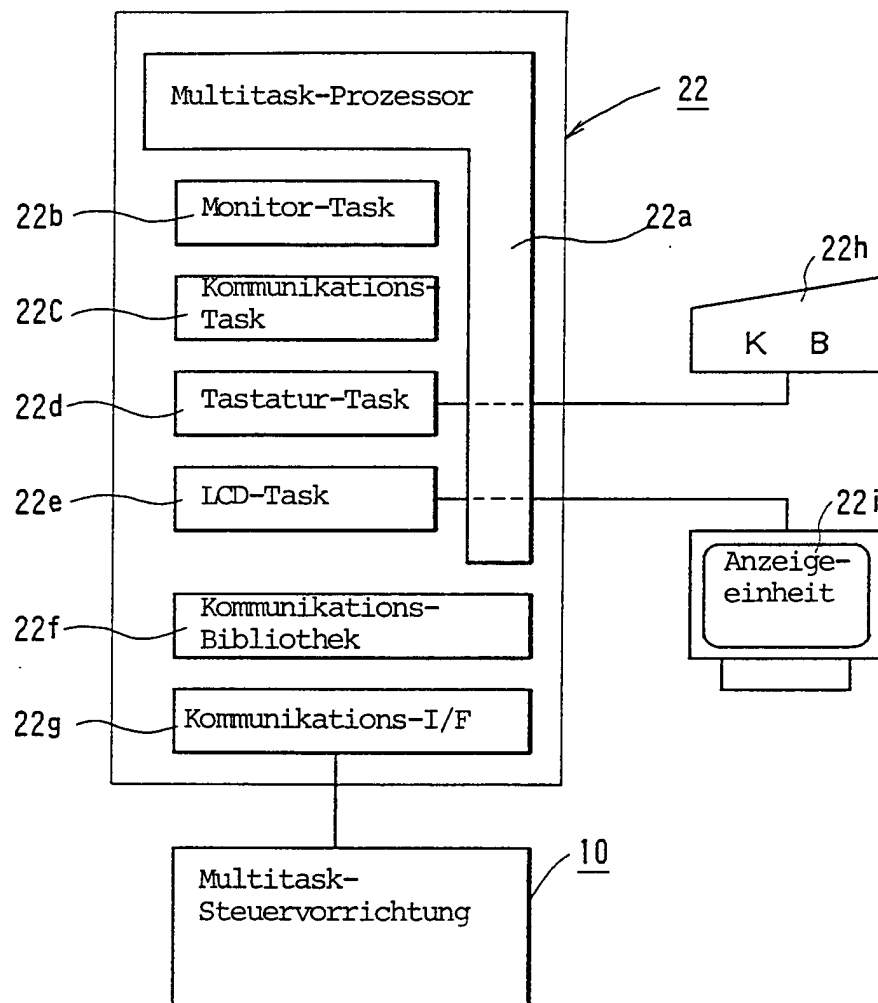 Multitask-Prozessor
22
22b
Monitor-Task
22a
22h
22C
Kommunikations-
Task
K B
22d
Tastatur-Task
22e
LCD-Task
22i
Anzeige-
einheit
22f
Kommunikations-
Bibliothek
22g
Kommunikations-I/F
10
Multitask-
Steuervorrichtung